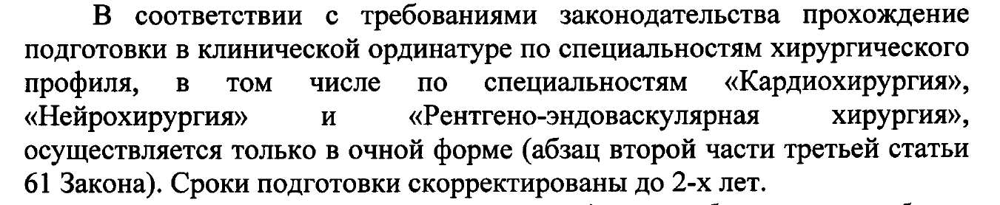 В соответствии с требованиями законодательства прохождение
подготовки в клинической ординатуре по специальностям хирургического
профиля, в том числе по специальностям «Кардиохирургия»,
«Нейрохирургия» и «Рентгено-эндоваскулярная хирургия»,
осуществляется только в очной форме (абзац второй части третьей статьи
61 Закона). Сроки подготовки скорректированы до 2-х лет.